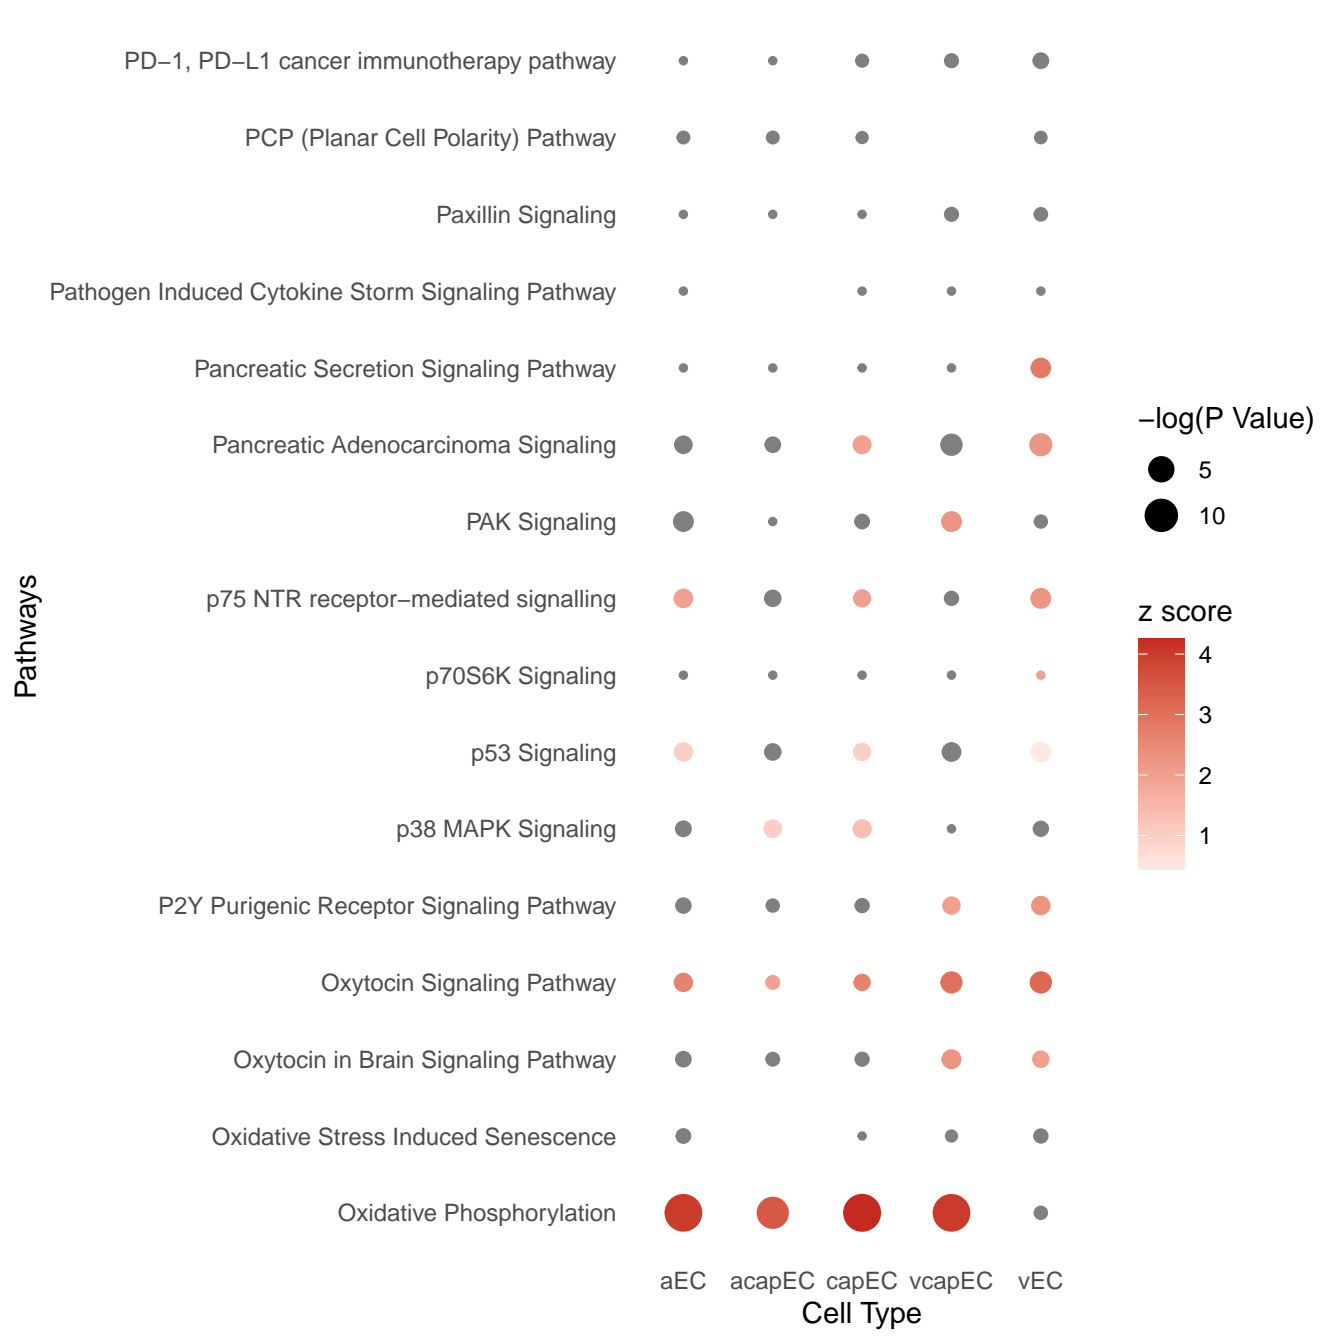 PD−1, PD−L1 cancer immunotherapy pathway
PCP (Planar Cell Polarity) Pathway
Paxillin Signaling
Pathogen Induced Cytokine Storm Signaling Pathway
Pancreatic Secretion Signaling Pathway
Pancreatic Adenocarcinoma Signaling
PAK Signaling
p75 NTR receptor−mediated signalling
p70S6K Signaling
p53 Signaling
p38 MAPK Signaling
P2Y Purigenic Receptor Signaling Pathway
Oxytocin Signaling Pathway
Oxytocin in Brain Signaling Pathway
Oxidative Stress Induced Senescence
Oxidative Phosphorylation
Pathways
aEC acapEC capEC vcapEC vEC
Cell Type
−log(P Value)
5
10
z score
4
3
2
1